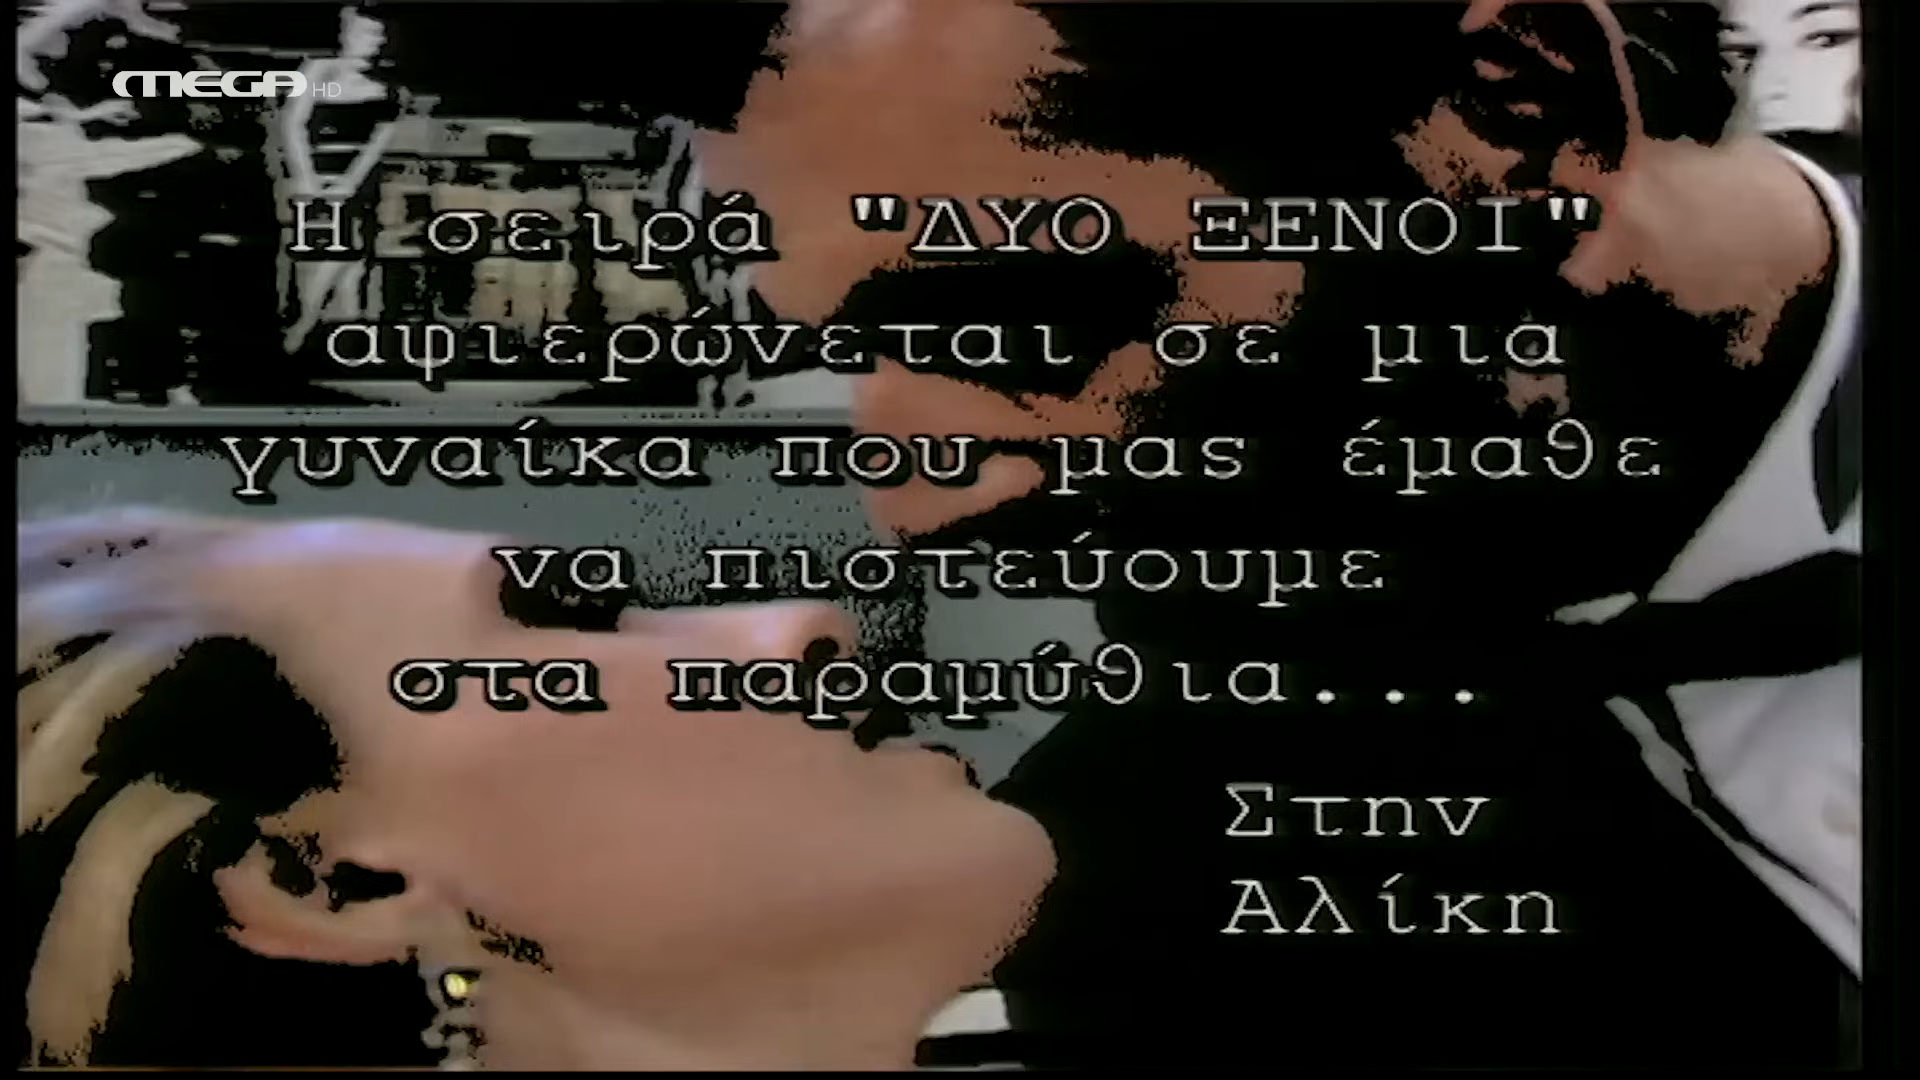 MEGA HD
Η σειρά "ΔΥΟ ΞΕΝΟΙ"
αφιερώνεται σε μια
γυναίκα που μας έμαθε
να πιστεύουμε
στα παραμύθια...
Στην
Αλίκη